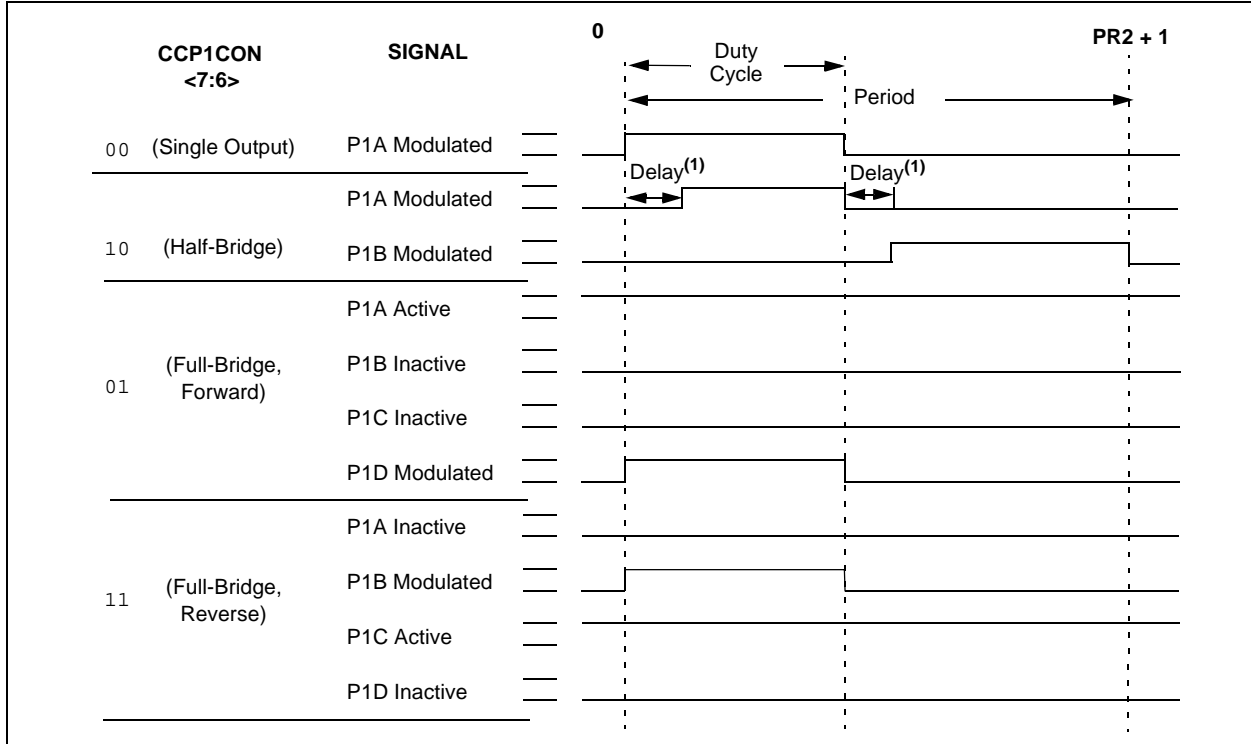 CCP1CON
<7:6>
SIGNAL
0
PR2 + 1
Duty
Cycle
Period
00 (Single Output) P1A Modulated
Delay(1)
Delay(1)
P1A Modulated
10 (Half-Bridge)
P1B Modulated
P1A Active
01 (Full-Bridge,
Forward)
P1B Inactive
P1C Inactive
P1D Modulated
P1A Inactive
11 (Full-Bridge,
Reverse)
P1B Modulated
P1C Active
P1D Inactive